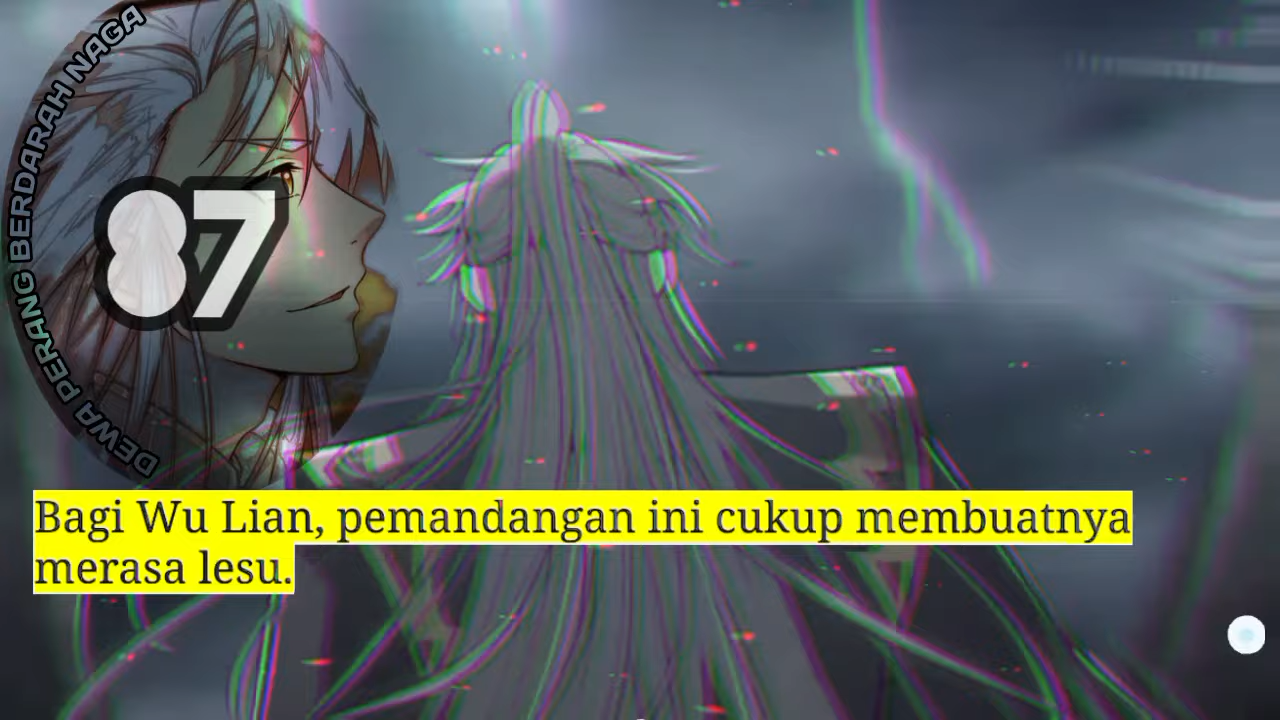 DEWA PERANG BERDARAH NAGA
87
Bagi Wu Lian, pemandangan ini cukup membuatnya
merasa lesu.